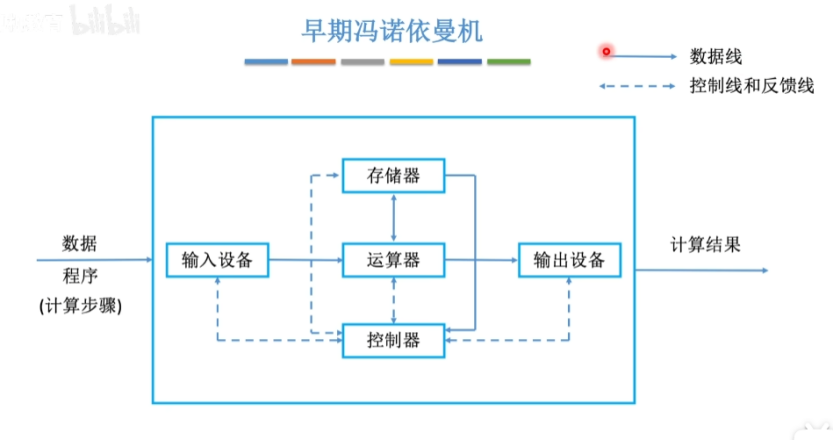 bilibili
早期冯诺依曼机
数据线
控制线和反馈线
存储器
数据
程序
(计算步骤)
输入设备
运算器
输出设备
计算结果
控制器